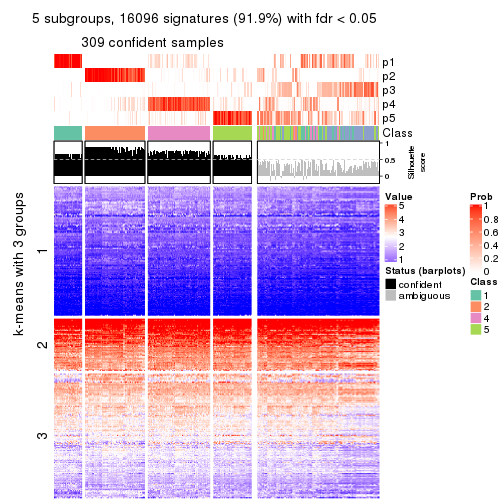 5 subgroups, 16096 signatures (91.9%) with fdr < 0.05
309 confident samples
p1
p2
p3
p4
p5
Class
1
0.5
0
Silhouette
score
k-means with 3 groups
1
2
3
Value
5
4
3
2
1
Status (barplots)
confident
ambiguous
Prob
1
0.8
0.6
0.4
0.2
0
Class
1
2
4
5